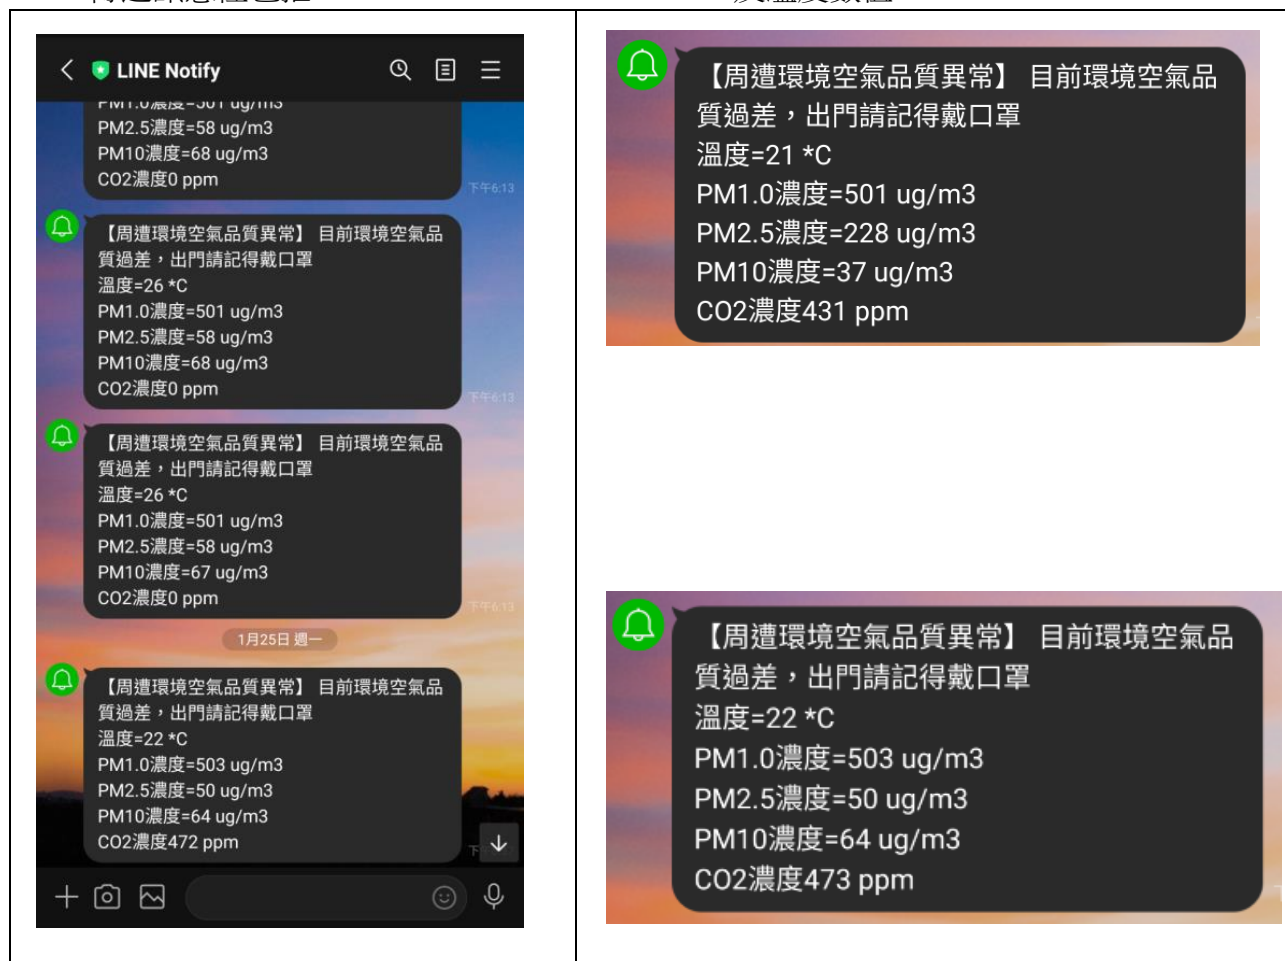 LINE Notify
PM1.0濃度=501 ug/m3
PM2.5濃度=58 ug/m3
PM10濃度=68 ug/m3
CO2濃度0 ppm
下午6:13
【周遭環境空氣品質異常】 目前環境空氣品
質過差，出門請記得戴口罩
溫度=26 *C
PM1.0濃度=501 ug/m3
PM2.5濃度=58 ug/m3
PM10濃度=68 ug/m3
CO2濃度0 ppm
下午6:13
【周遭環境空氣品質異常】 目前環境空氣品
質過差，出門請記得戴口罩
溫度=26 *C
PM1.0濃度=501 ug/m3
PM2.5濃度=58 ug/m3
PM10濃度=67 ug/m3
CO2濃度0 ppm
下午6:13
1月25日 週一
【周遭環境空氣品質異常】 目前環境空氣品
質過差，出門請記得戴口罩
溫度=22 *C
PM1.0濃度=503 ug/m3
PM2.5濃度=50 ug/m3
PM10濃度=64 ug/m3
CO2濃度472 ppm
【周遭環境空氣品質異常】 目前環境空氣品
質過差，出門請記得戴口罩
溫度=21 *C
PM1.0濃度=501 ug/m3
PM2.5濃度=228 ug/m3
PM10濃度=37 ug/m3
CO2濃度431 ppm
【周遭環境空氣品質異常】 目前環境空氣品
質過差，出門請記得戴口罩
溫度=22 *C
PM1.0濃度=503 ug/m3
PM2.5濃度=50 ug/m3
PM10濃度=64 ug/m3
CO2濃度473 ppm